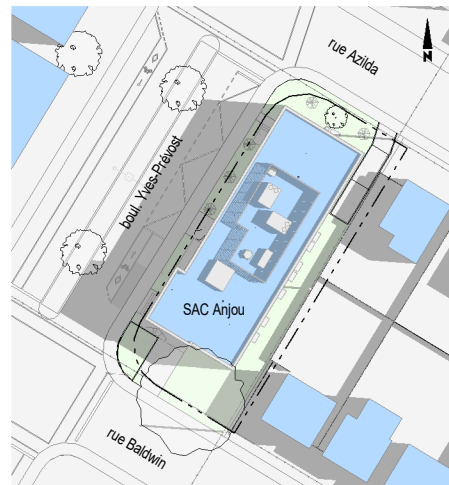 rue Azilda
N
boul. Yves-Prévost
SAC Anjou
rue Baldwin